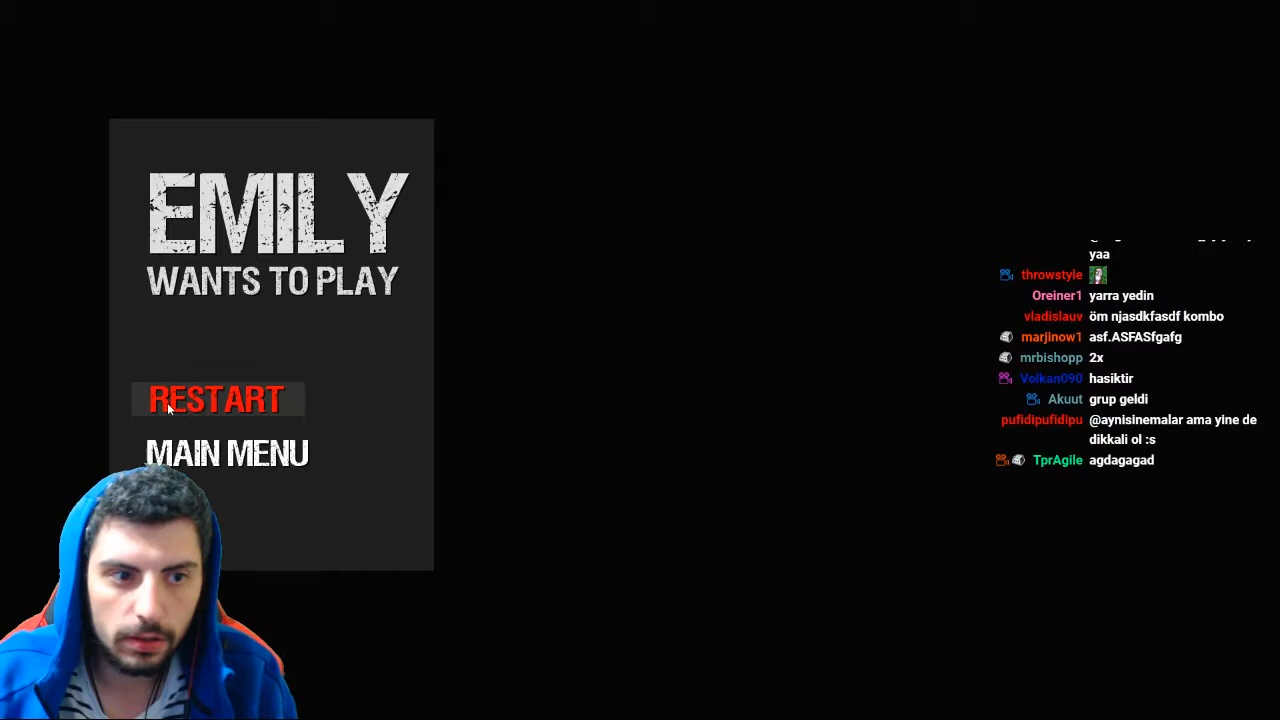 EMILY
WANTS TO PLAY
RESTART
MAIN MENU
yaa
throwstyle
Oreiner1 yarra yedin
vladislauv öm njasdkfasdf kombo
marjinow1 asf.ASFASfgafg
mrbishopp 2x
Volkan090 hasiktir
Akuut grup geldi
pufidipufidipu @aynisinemalar ama yine de
dikkali ol :s
TprAgile agdagagad